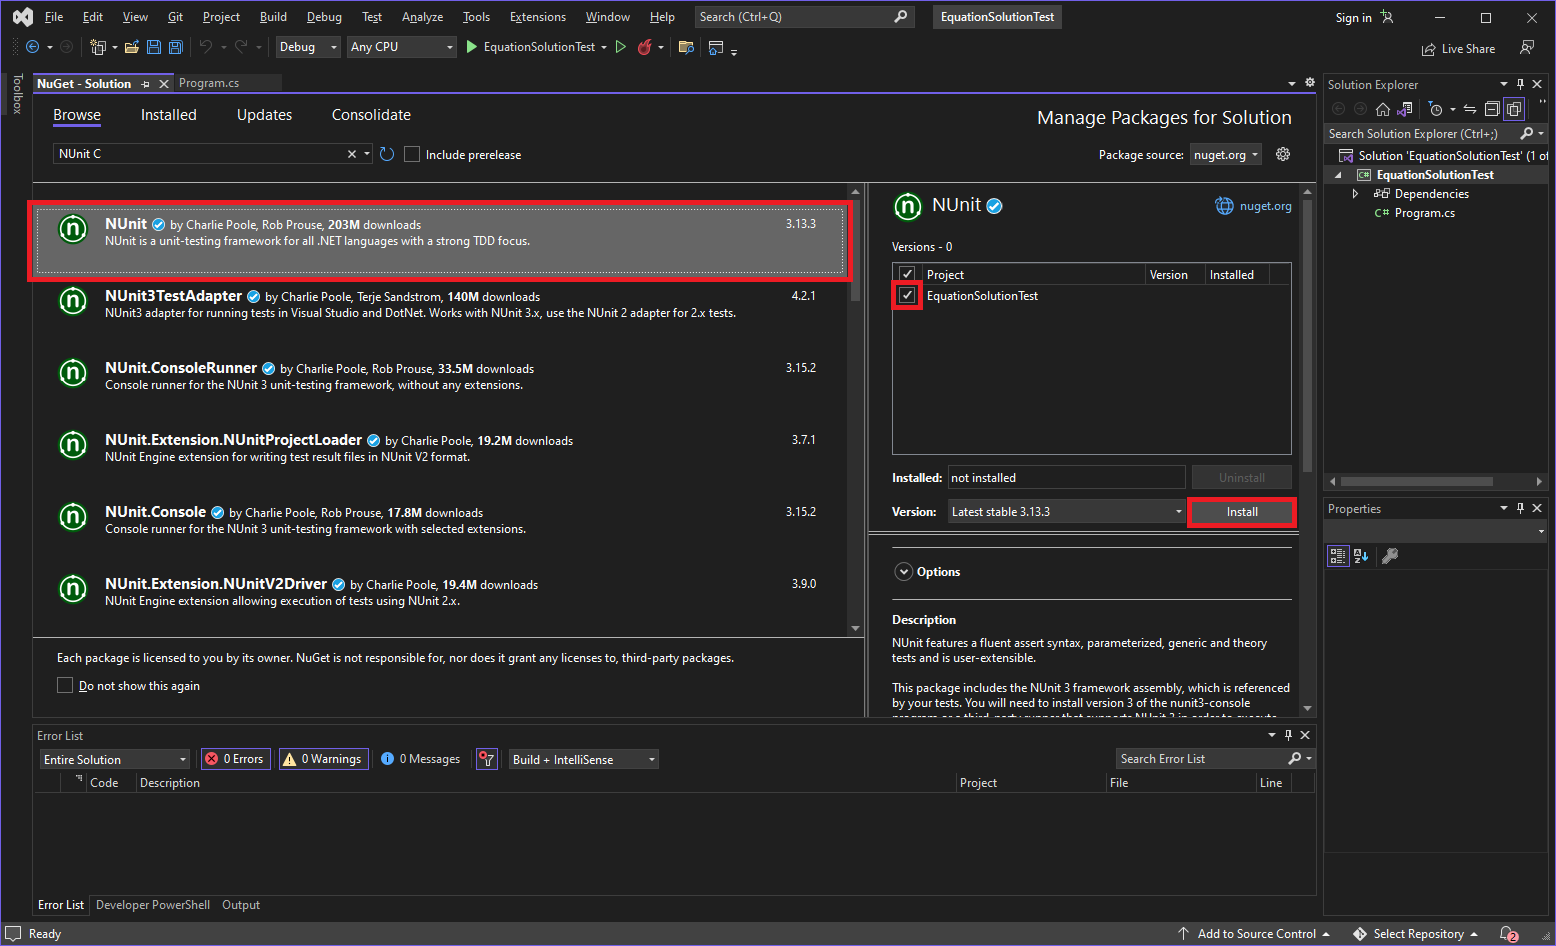 File Edit View Git Project Build Debug Test Analyze Tools Extensions Window Help Search (Ctrl+Q) EquationSolutionTest Sign in
Debug Any CPU EquationSolutionTest Live Share
Toolbox
NuGet - Solution Program.cs
Browse Installed Updates Consolidate
Manage Packages for Solution
NUnit C Include prerelease
Package source: nuget.org
NUnit by Charlie Poole, Rob Prouse, 203M downloads 3.13.3
NUnit is a unit-testing framework for all .NET languages with a strong TDD focus.
NUnit3TestAdapter by Charlie Poole, Terje Sandstrom, 140M downloads 4.2.1
NUnit3 adapter for running tests in Visual Studio and DotNet. Works with NUnit 3.x, use the NUnit 2 adapter for 2.x tests.
NUnit.ConsoleRunner by Charlie Poole, Rob Prouse, 33.5M downloads 3.15.2
Console runner for the NUnit 3 unit-testing framework, without any extensions.
NUnit.Extension.NUnitProjectLoader by Charlie Poole, 19.2M downloads 3.7.1
NUnit Engine extension for writing test result files in NUnit V2 format.
NUnit.Console by Charlie Poole, Rob Prouse, 17.8M downloads 3.15.2
Console runner for the NUnit 3 unit-testing framework with selected extensions.
NUnit.Extension.NUnitV2Driver by Charlie Poole, 19.4M downloads 3.9.0
NUnit Engine extension allowing execution of tests using NUnit 2.x.
Each package is licensed to you by its owner. NuGet is not responsible for, nor does it grant any licenses to, third-party packages.
Do not show this again
NUnit nuget.org
Versions - 0
Project Version Installed
EquationSolutionTest
Installed: not installed Uninstall
Version: Latest stable 3.13.3 Install
Options
Description
NUnit features a fluent assert syntax, parameterized, generic and theory
tests and is user-extensible.
This package includes the NUnit 3 framework assembly, which is referenced
by your tests. You will need to install version 3 of the nunit3-console
program or a third-party runner that supports NUnit 3 in order to execute
Solution Explorer
Search Solution Explorer (Ctrl+;)
Solution 'EquationSolutionTest' (1 of
C# EquationSolutionTest
Dependencies
C# Program.cs
Properties
Error List
Entire Solution 0 Errors 0 Warnings 0 Messages Build + IntelliSense Search Error List
Code Description Project File Line
Error List Developer PowerShell Output
Ready Add to Source Control Select Repository 2